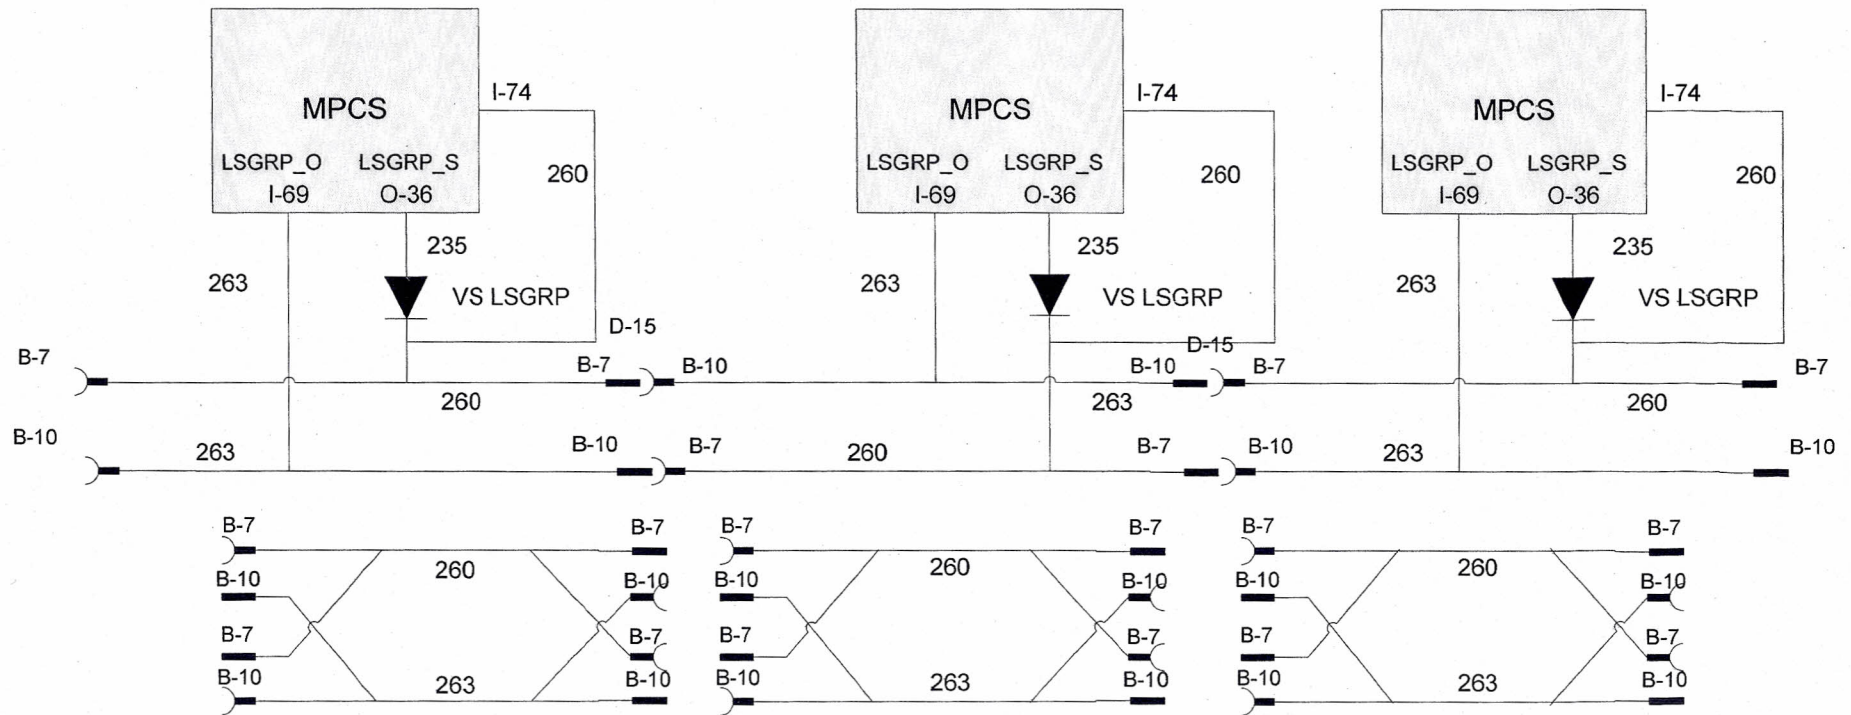 I-74 I-74 I-74
MPCS MPCS MPCS
LSGRP_O LSGRP_S LSGRP_O LSGRP_S LSGRP_O LSGRP_S
260 260 260
I-69 O-36 I-69 O-36 I-69 O-36
235 235 235
263 VS LSGRP 263 VS LSGRP 263 VS LSGRP
D-15 D-15
B-7 B-7 B-10 B-10 B-7 B-7
260 263 260
B-10 263 B-10 B-7 260 B-7 B-10 263 B-10
B-7 B-7 B-7 B-7 B-7 B-7
260 260 260
B-10 B-10 B-10 B-10 B-10 B-10
B-7 B-7 B-7 B-7 B-7 B-7
B-10 263 B-10 B-10 263 B-10 B-10 263 B-10